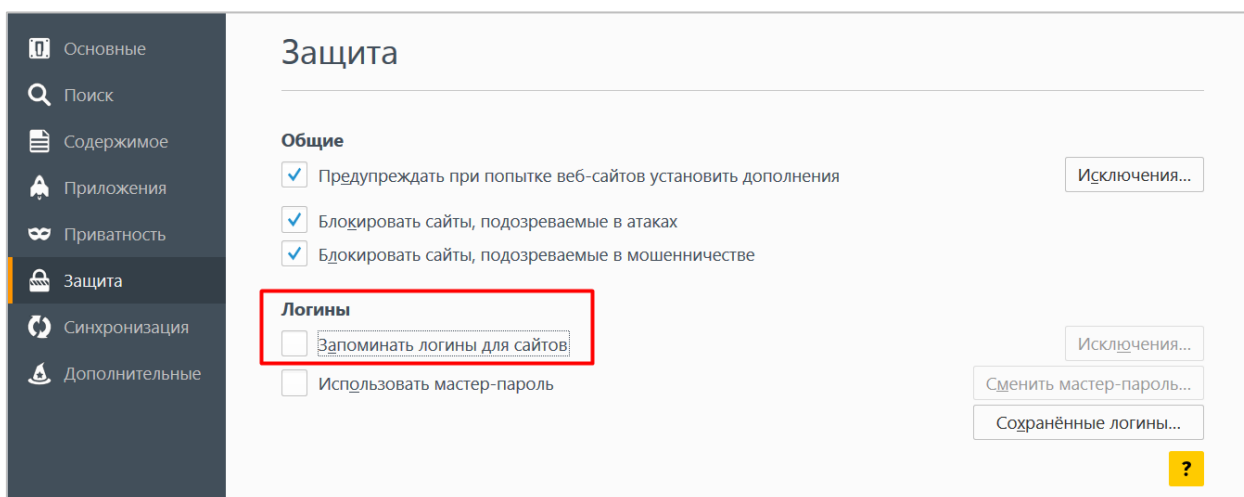 Основные
Поиск
Содержимое
Приложения
Приватность
Защита
Синхронизация
Дополнительные
Защита
Общие
Предупреждать при попытке веб-сайтов установить дополнения
Исключения...
Блокировать сайты, подозреваемые в атаках
Блокировать сайты, подозреваемые в мошенничестве
Логины
Запоминать логины для сайтов
Исключения...
Использовать мастер-пароль
Сменить мастер-пароль...
Сохранённые логины...
?